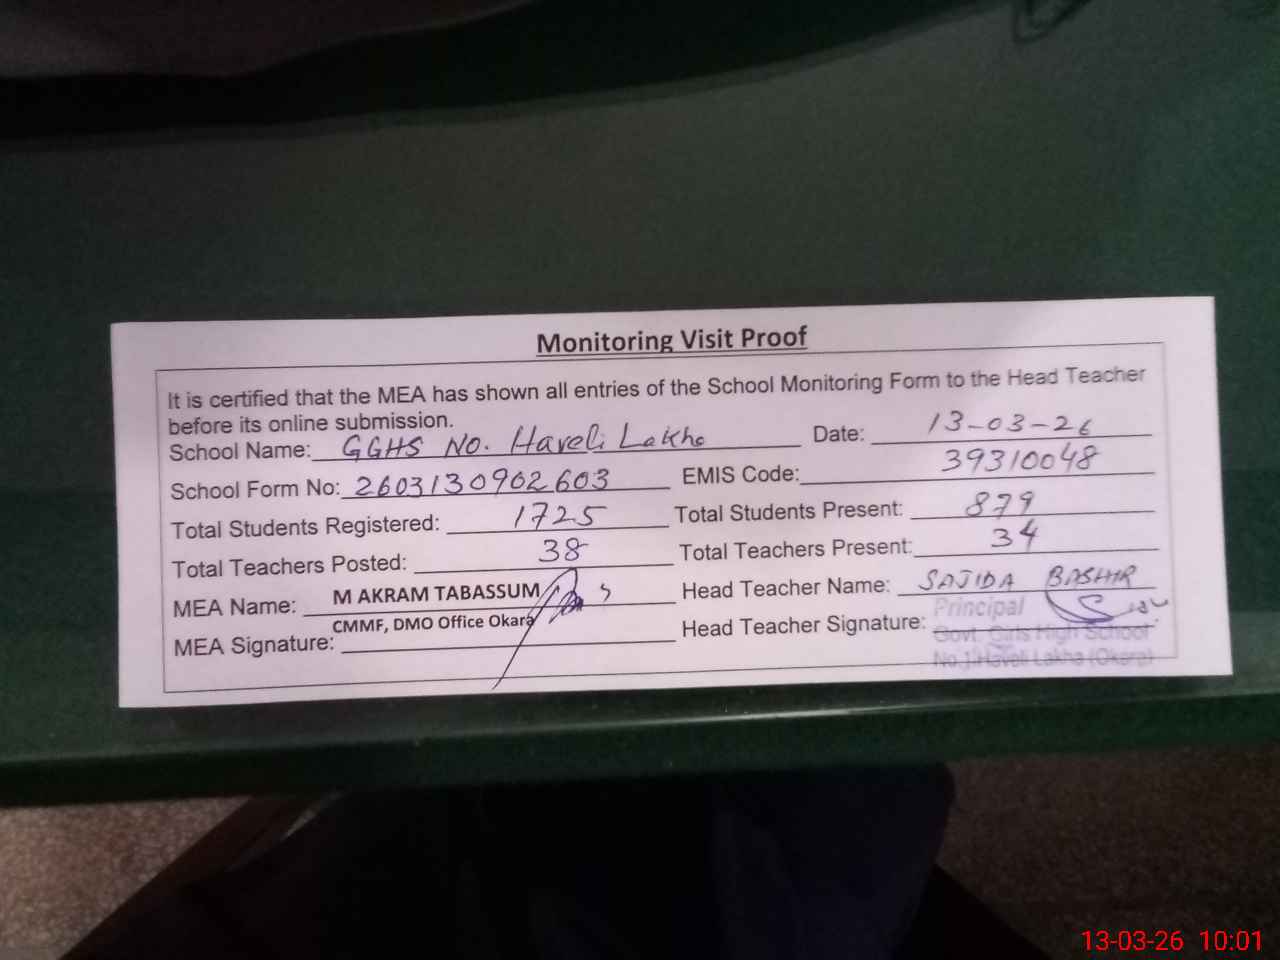 Monitoring Visit Proof
It is certified that the MEA has shown all entries of the School Monitoring Form to the Head Teacher
before its online submission.
School Name: GGHS No. Haveli Lakha Date: 13-03-26
School Form No: 2603130902603 EMIS Code: 39310048
Total Students Registered: 1725 Total Students Present: 879
Total Teachers Posted: 38 Total Teachers Present: 34
MEA Name: M AKRAM TABASSUM Head Teacher Name: SAJIDA BASHIR
CMMF, DMO Office Okara
MEA Signature: Head Teacher Signature:
Principal
Govt. Girls High School
No.1 Haveli Lakha (Okara)
13-03-26 10:01